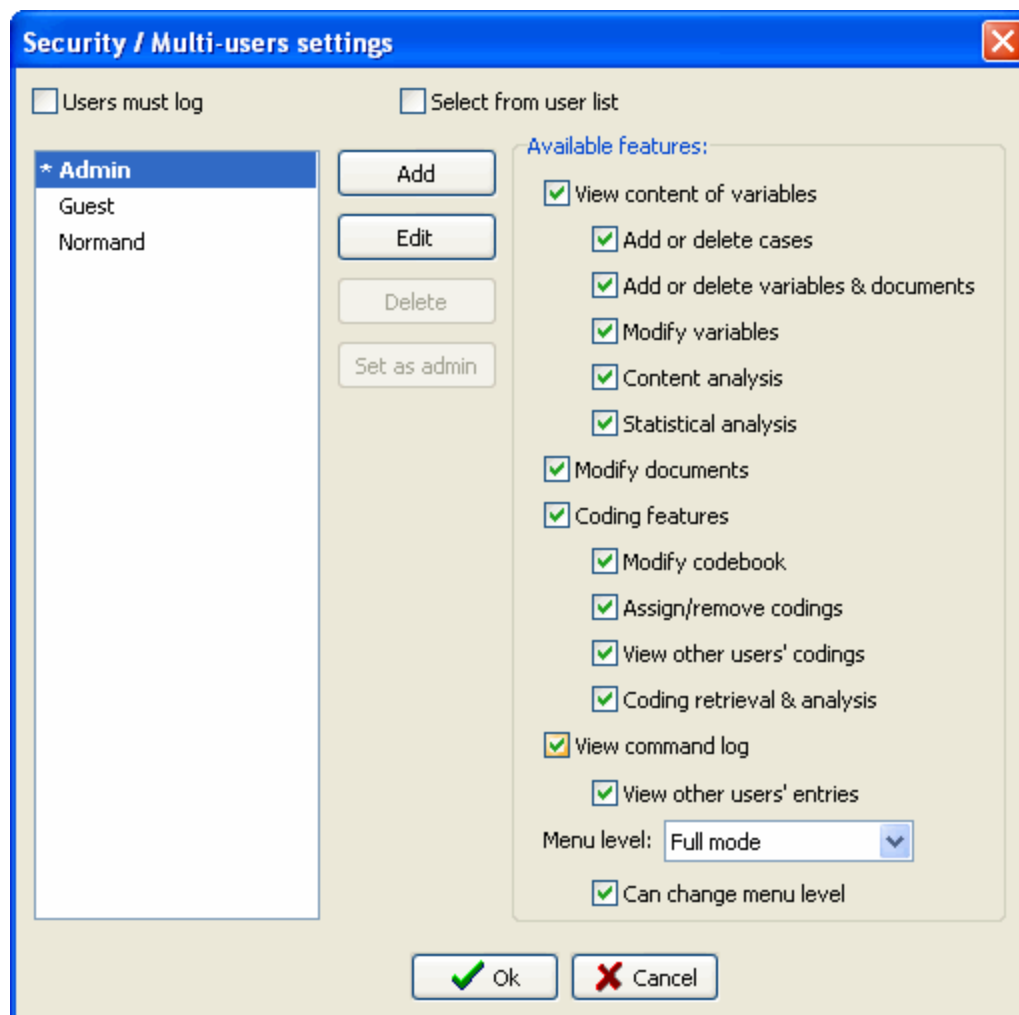 Security / Multi-users settings
Users must log
Select from user list
* Admin
Guest
Normand
Add
Edit
Delete
Set as admin
Available features:
View content of variables
Add or delete cases
Add or delete variables & documents
Modify variables
Content analysis
Statistical analysis
Modify documents
Coding features
Modify codebook
Assign/remove codings
View other users' codings
Coding retrieval & analysis
View command log
View other users' entries
Menu level: Full mode
Can change menu level
Ok
Cancel